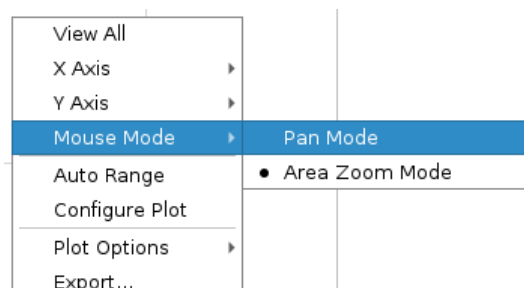 View All
X Axis
Y Axis
Mouse Mode
Pan Mode
Area Zoom Mode
Auto Range
Configure Plot
Plot Options
Export...